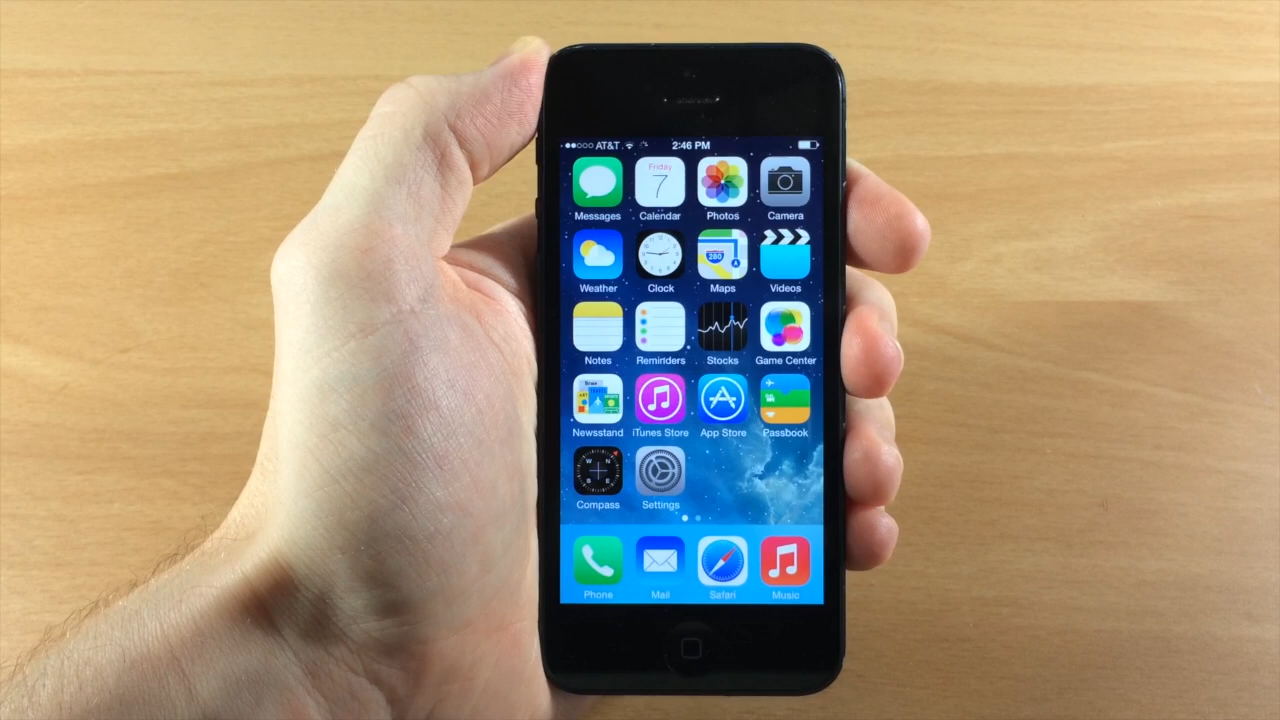 AT&T 2:46 PM
Friday
7
Messages Calendar Photos Camera
280
Weather Clock Maps Videos
Notes Reminders Stocks Game Center
Newsstand iTunes Store App Store Passbook
W N
S E
Compass Settings
Phone Mail Safari Music